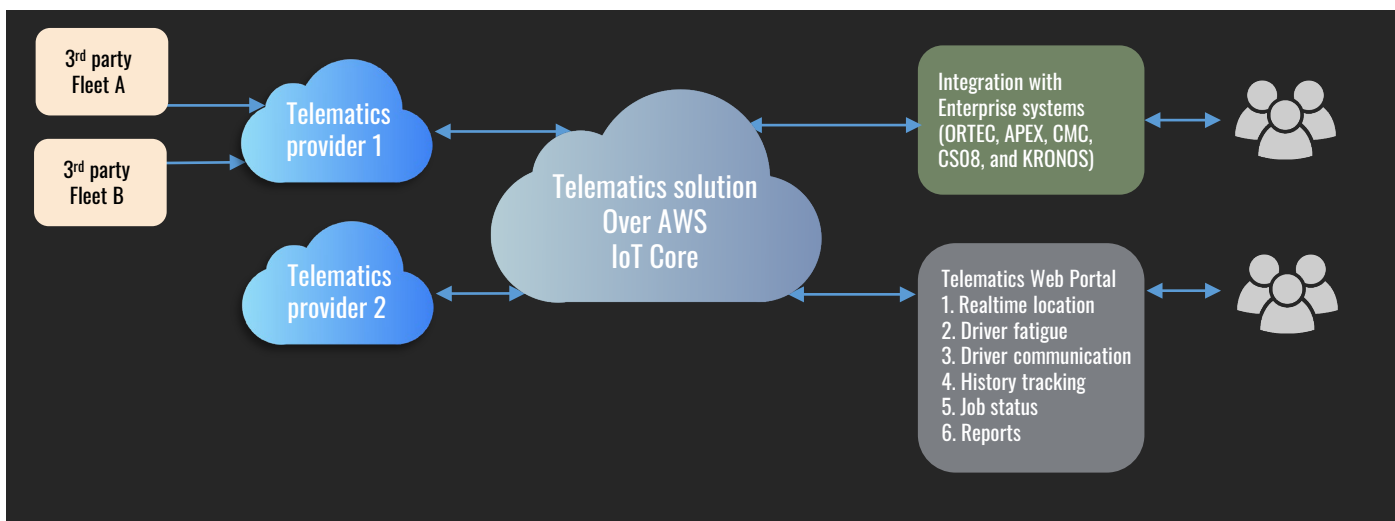 3rd party
Fleet A
3rd party
Fleet B
Telematics
provider 1
Telematics
provider 2
Telematics solution
Over AWS
IoT Core
Integration with
Enterprise systems
(ORTEC, APEX, CMC,
CS08, and KRONOS)
Telematics Web Portal
1. Realtime location
2. Driver fatigue
3. Driver communication
4. History tracking
5. Job status
6. Reports